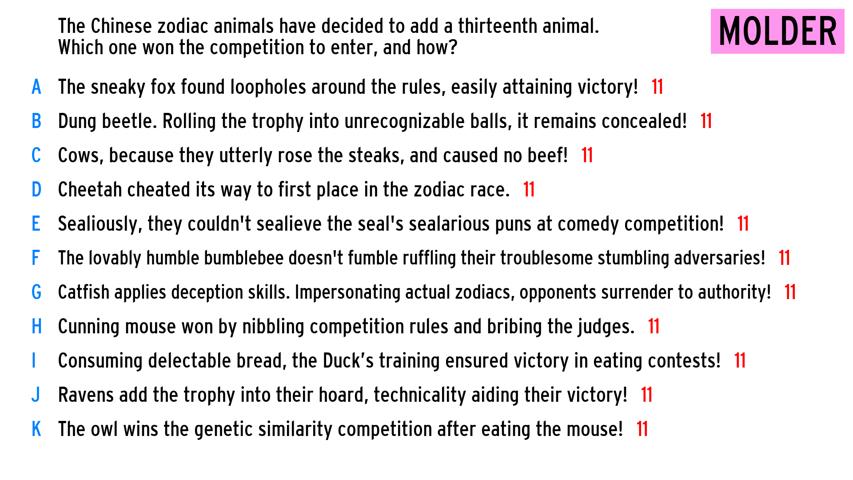 The Chinese zodiac animals have decided to add a thirteenth animal.
Which one won the competition to enter, and how?
MOLDER
A The sneaky fox found loopholes around the rules, easily attaining victory! 11
B Dung beetle. Rolling the trophy into unrecognizable balls, it remains concealed! 11
C Cows, because they utterly rose the steaks, and caused no beef! 11
D Cheetah cheated its way to first place in the zodiac race. 11
E Sealiously, they couldn't sealieve the seal's sealarious puns at comedy competition! 11
F The lovably humble bumblebee doesn't fumble ruffling their troublesome stumbling adversaries! 11
G Catfish applies deception skills. Impersonating actual zodiacs, opponents surrender to authority! 11
H Cunning mouse won by nibbling competition rules and bribing the judges. 11
I Consuming delectable bread, the Duck’s training ensured victory in eating contests! 11
J Ravens add the trophy into their hoard, technicality aiding their victory! 11
K The owl wins the genetic similarity competition after eating the mouse! 11